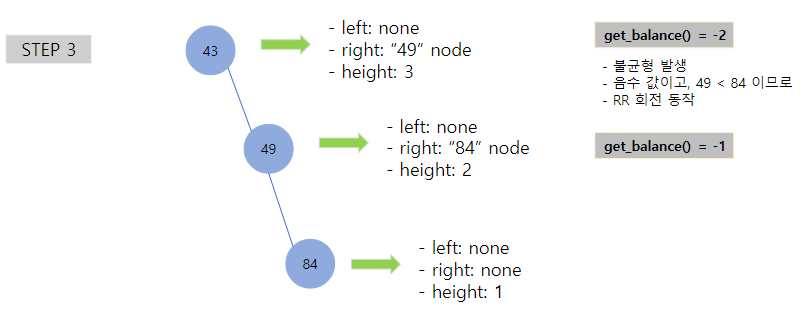 STEP 3
43
- left: none
- right: “49” node
- height: 3
get_balance() = -2
- 불균형 발생
- 음수 값이고, 49 < 84 이므로
- RR 회전 동작
49
- left: none
- right: “84” node
- height: 2
get_balance() = -1
84
- left: none
- right: none
- height: 1